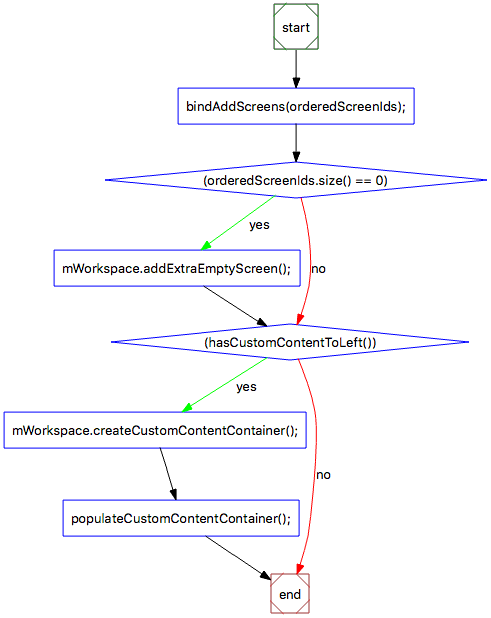 start
bindAddScreens(orderedScreenIds);
(orderedScreenIds.size() == 0)
yes
mWorkspace.addExtraEmptyScreen();
no
(hasCustomContentToLeft())
yes
mWorkspace.createCustomContentContainer();
no
populateCustomContentContainer();
end